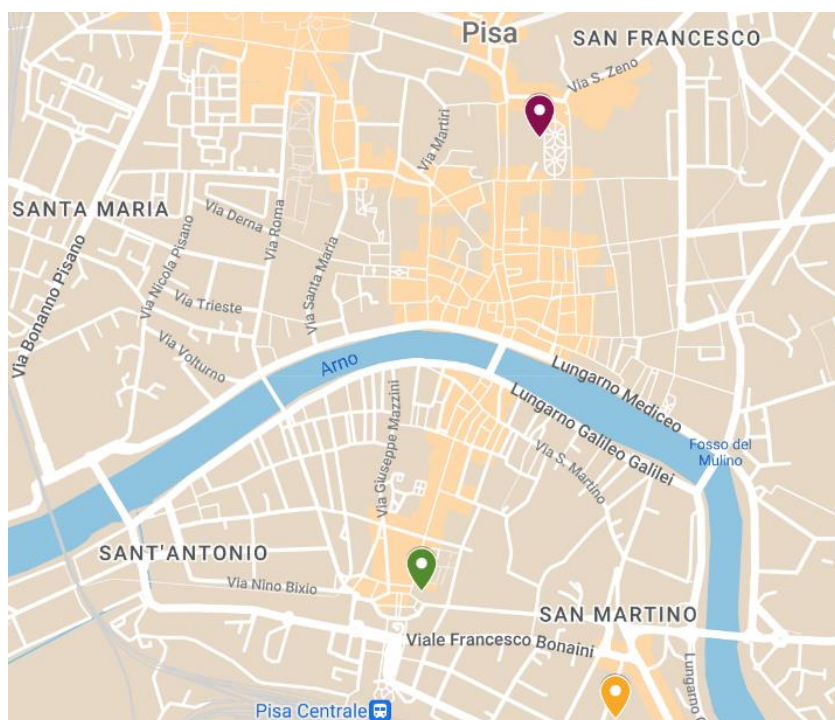 Pisa
SAN FRANCESCO
Via S. Zeno
Via Martiri
SANTA MARIA
Via Derna
Via Roma
Via Nicola Pisano
Via Santa Maria
Via Bonanno Pisano
Via Trieste
Via Volturno
Arno
Lungarno Mediceo
Lungarno Galileo Galilei
Via Giuseppe Mazzini
Fosso del
Mulino
Via S. Martino
SANT'ANTONIO
Via Nino Bixio
SAN MARTINO
Viale Francesco Bonaini
Lungarno
Pisa Centrale